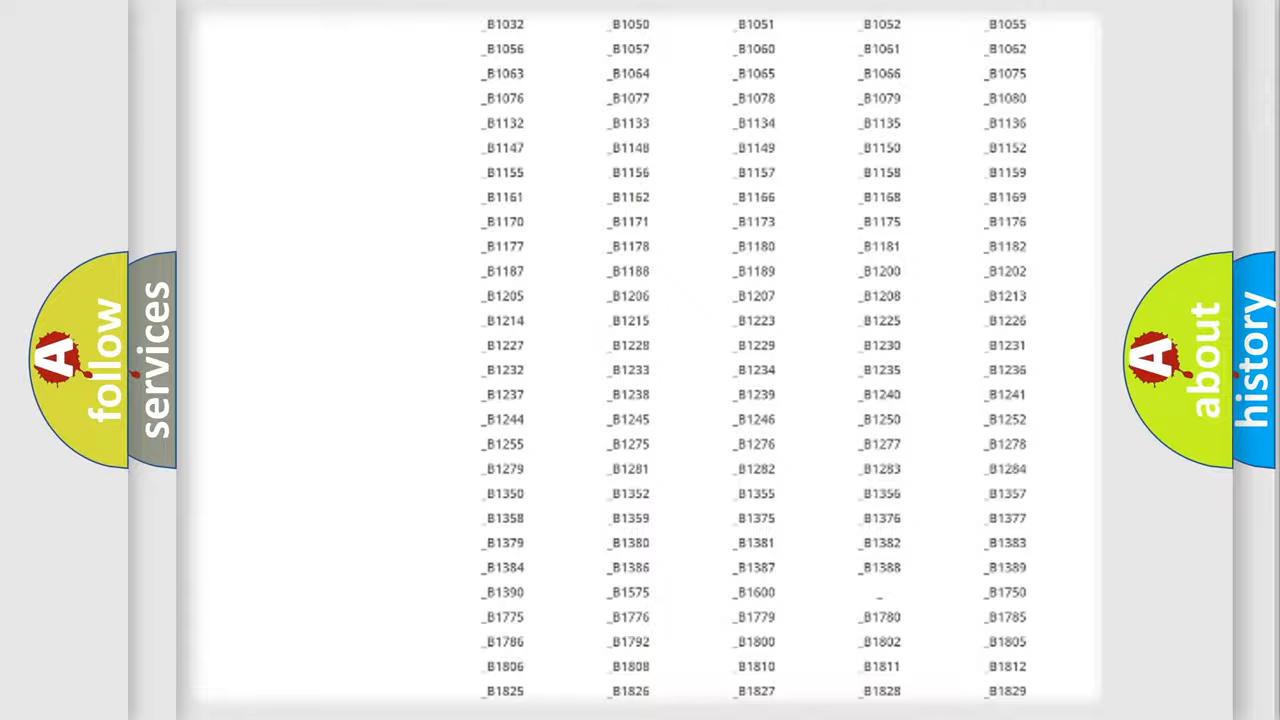 _B1032 _B1050 _B1051 _B1052 _B1055
_B1056 _B1057 _B1060 _B1061 _B1062
_B1063 _B1064 _B1065 _B1066 _B1075
_B1076 _B1077 _B1078 _B1079 _B1080
_B1132 _B1133 _B1134 _B1135 _B1136
_B1147 _B1148 _B1149 _B1150 _B1152
_B1155 _B1156 _B1157 _B1158 _B1159
_B1161 _B1162 _B1166 _B1168 _B1169
_B1170 _B1171 _B1173 _B1175 _B1176
_B1177 _B1178 _B1180 _B1181 _B1182
_B1187 _B1188 _B1189 _B1200 _B1202
_B1205 _B1206 _B1207 _B1208 _B1213
_B1214 _B1215 _B1223 _B1225 _B1226
_B1227 _B1228 _B1229 _B1230 _B1231
_B1232 _B1233 _B1234 _B1235 _B1236
_B1237 _B1238 _B1239 _B1240 _B1241
_B1244 _B1245 _B1246 _B1250 _B1252
_B1255 _B1275 _B1276 _B1277 _B1278
_B1279 _B1281 _B1282 _B1283 _B1284
_B1350 _B1352 _B1355 _B1356 _B1357
_B1358 _B1359 _B1375 _B1376 _B1377
_B1379 _B1380 _B1381 _B1382 _B1383
_B1384 _B1386 _B1387 _B1388 _B1389
_B1390 _B1575 _B1600 _ _B1750
_B1775 _B1776 _B1779 _B1780 _B1785
_B1786 _B1792 _B1800 _B1802 _B1805
_B1806 _B1808 _B1810 _B1811 _B1812
_B1825 _B1826 _B1827 _B1828 _B1829
A follow
services
A about
history